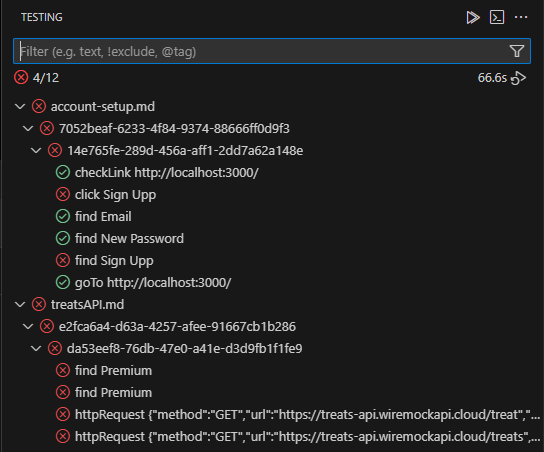 TESTING
Filter (e.g. text, !exclude, @tag)
4/12
66.6s
account-setup.md
7052beaf-6233-4f84-9374-88666ff0d9f3
14e765fe-289d-456a-aff1-2dd7a62a148e
checkLink http://localhost:3000/
click Sign Upp
find Email
find New Password
find Sign Upp
goTo http://localhost:3000/
treatsAPI.md
e2fca6a4-d63a-4257-afee-91667cb1b286
da53eef8-76db-47e0-a41e-d3d9fb1f1fe9
find Premium
find Premium
httpRequest {"method":"GET","url":"https://treats-api.wiremockapi.cloud/treat","...
httpRequest {"method":"GET","url":"https://treats-api.wiremockapi.cloud/treats",...